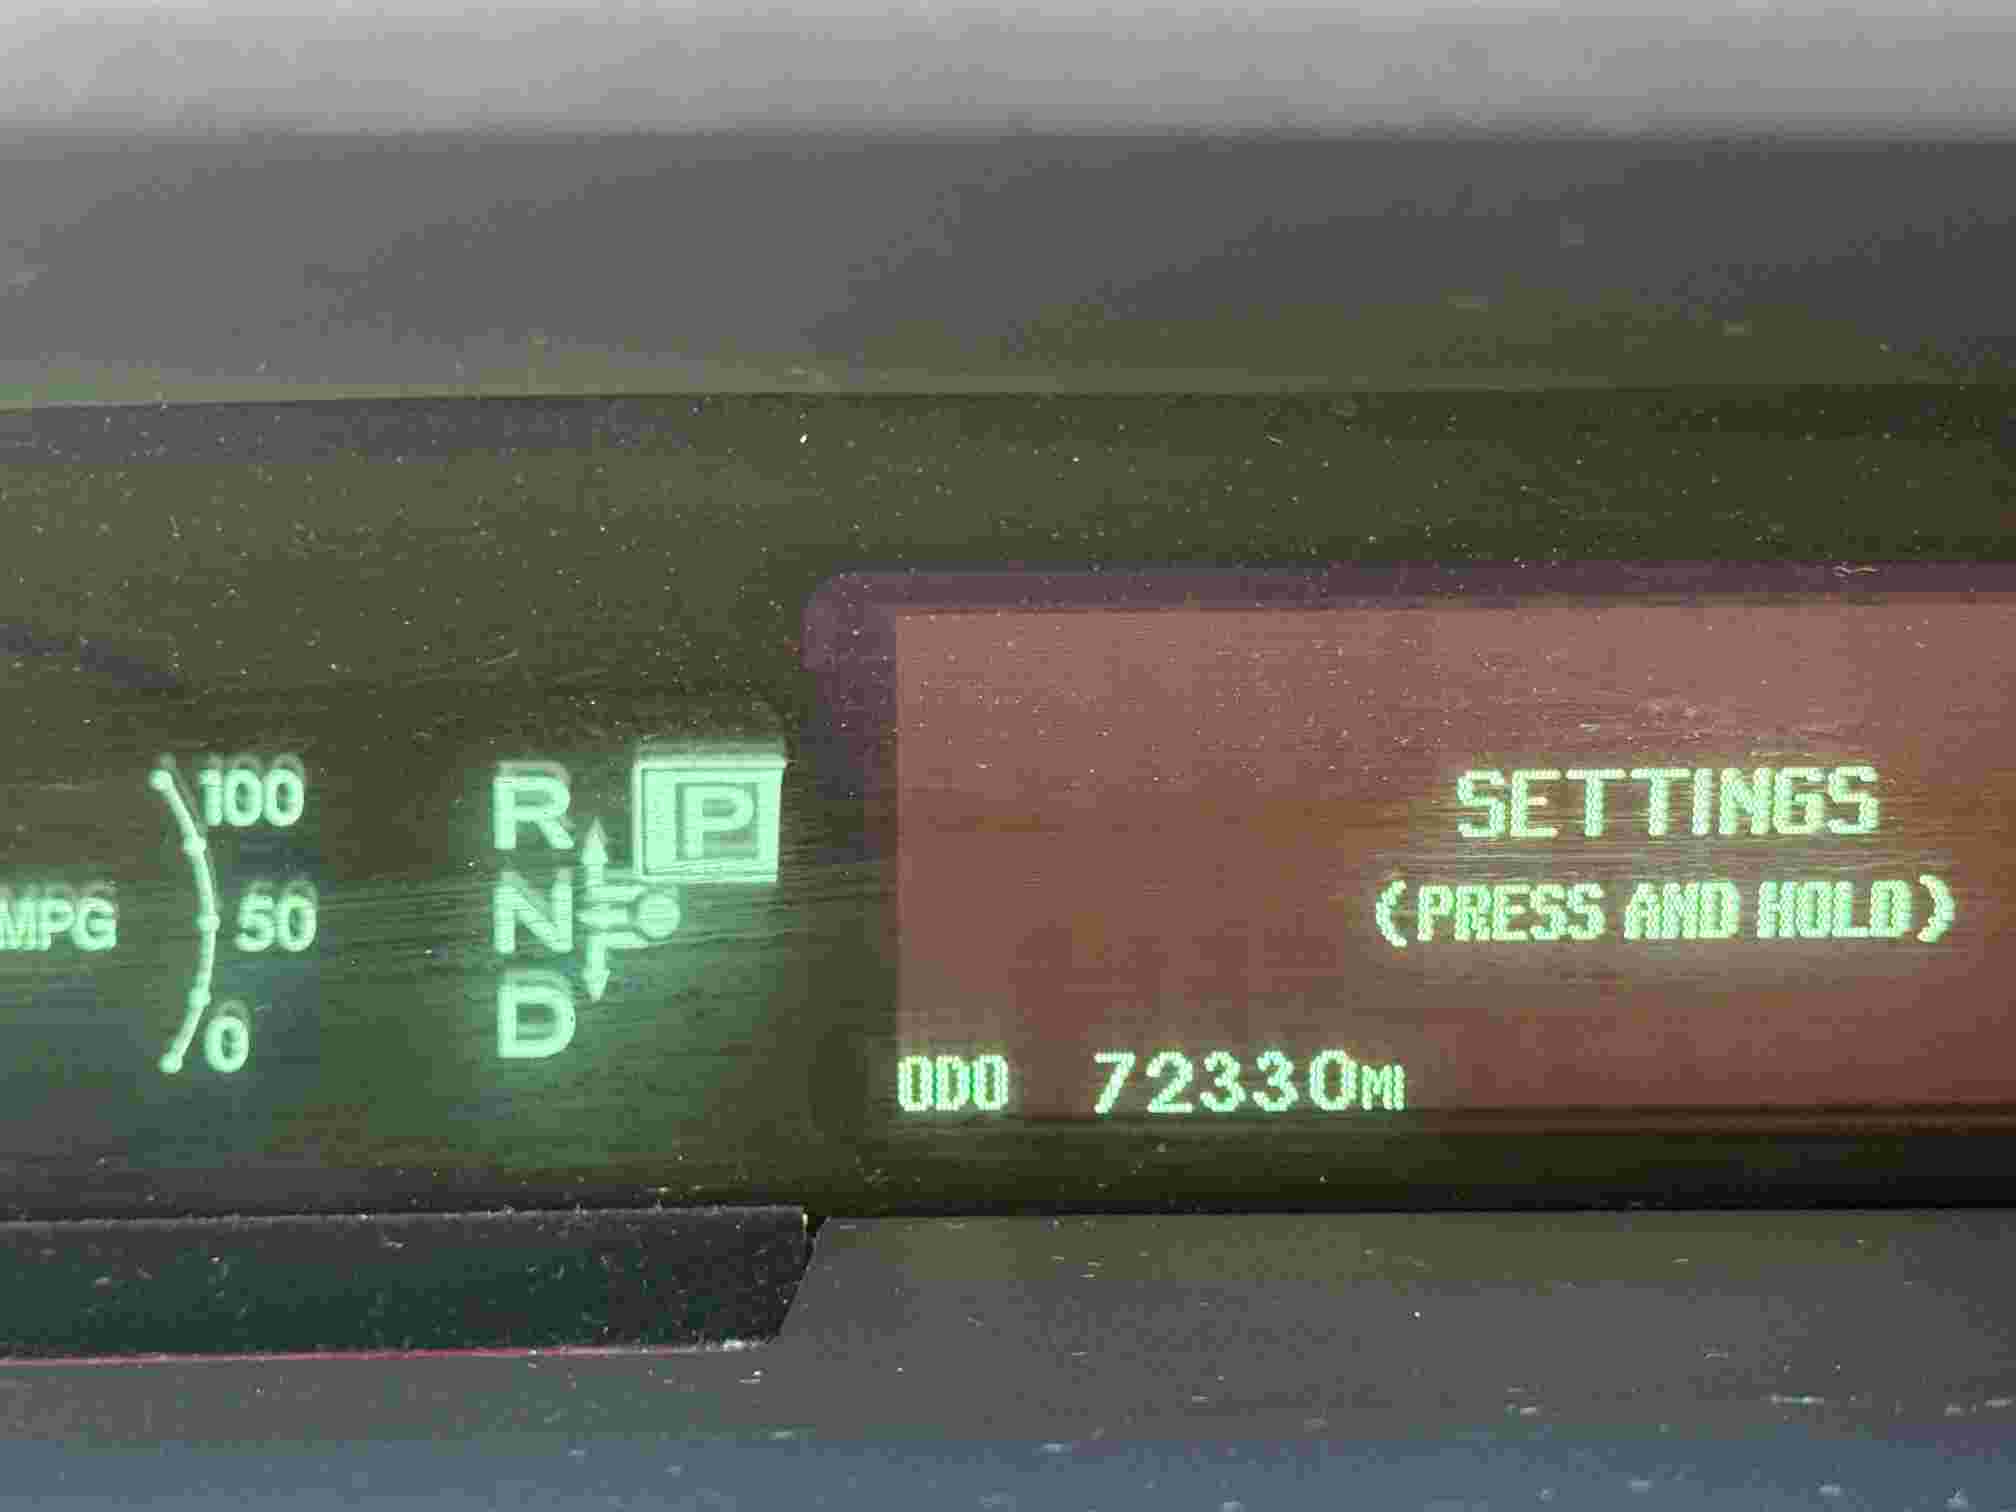 100
MPG 50
0
R P
N
D
SETTINGS
(PRESS AND HOLD)
ODO 72330MI